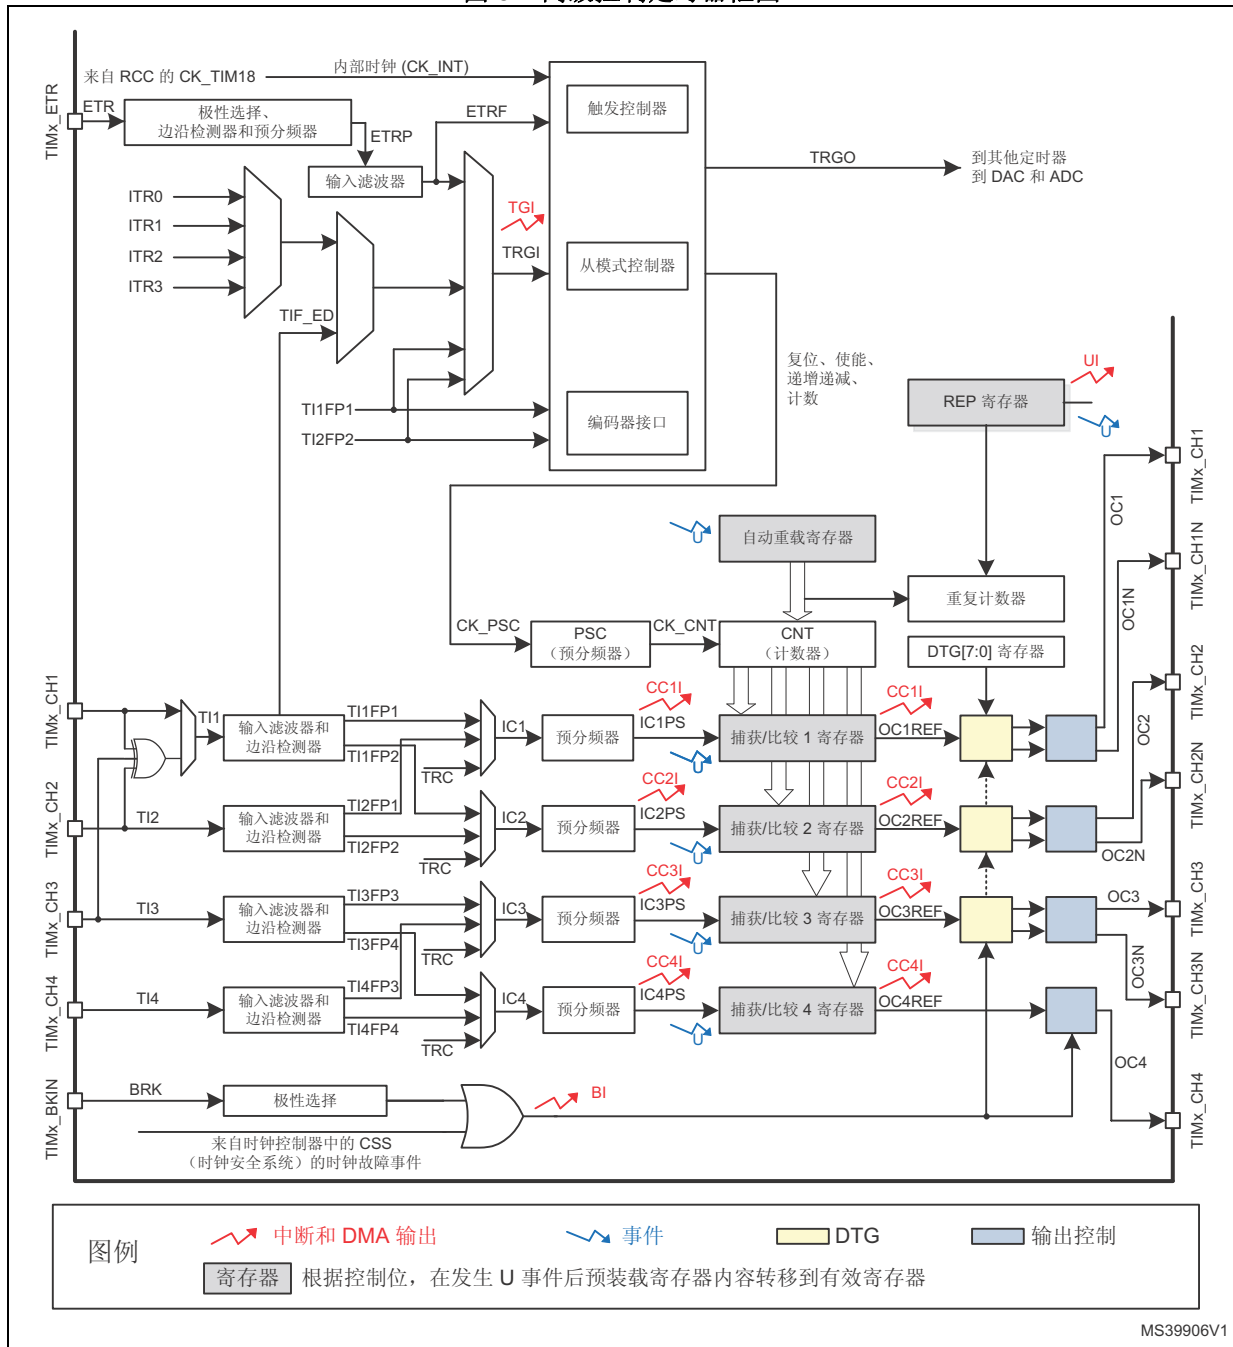 来自 RCC 的 CK_TIM18
内部时钟 (CK_INT)
TIMx_ETR
ETR
极性选择、
边沿检测器和预分频器
ETRP
ETRF
输入滤波器
触发控制器
TRGO
到其他定时器
到 DAC 和 ADC
ITR0
ITR1
ITR2
ITR3
TGI
TRGI
从模式控制器
TIF_ED
复位、使能、
递增递减、
计数
UI
REP 寄存器
U
TI1FP1
TI2FP2
编码器接口
TIMx_CH1
OC1
U
自动重载寄存器
TIMx_CH1N
OC1N
重复计数器
CK_PSC
PSC
（预分频器）
CK_CNT
CNT
（计数器）
DTG[7:0] 寄存器
TIMx_CH1
TI1
输入滤波器和
边沿检测器
TI1FP1
TI1FP2
TRC
IC1
预分频器
CC1I
IC1PS
U
捕获/比较 1 寄存器
CC1I
OC1REF
TIMx_CH2
OC2
TIMx_CH2
TI2
输入滤波器和
边沿检测器
TI2FP1
TI2FP2
TRC
IC2
预分频器
CC2I
IC2PS
U
捕获/比较 2 寄存器
CC2I
OC2REF
TIMx_CH2N
OC2N
TIMx_CH3
TI3
输入滤波器和
边沿检测器
TI3FP3
TI3FP4
TRC
IC3
预分频器
CC3I
IC3PS
U
捕获/比较 3 寄存器
CC3I
OC3REF
OC3
TIMx_CH3
OC3N
TIMx_CH3N
TIMx_CH4
TI4
输入滤波器和
边沿检测器
TI4FP3
TI4FP4
TRC
IC4
预分频器
CC4I
IC4PS
U
捕获/比较 4 寄存器
CC4I
OC4REF
OC4
TIMx_CH4
TIMx_BKIN
BRK
极性选择
BI
来自时钟控制器中的 CSS
（时钟安全系统）的时钟故障事件
图例
中断和 DMA 输出
事件
DTG
输出控制
寄存器
根据控制位，在发生 U 事件后预装载寄存器内容转移到有效寄存器
MS39906V1